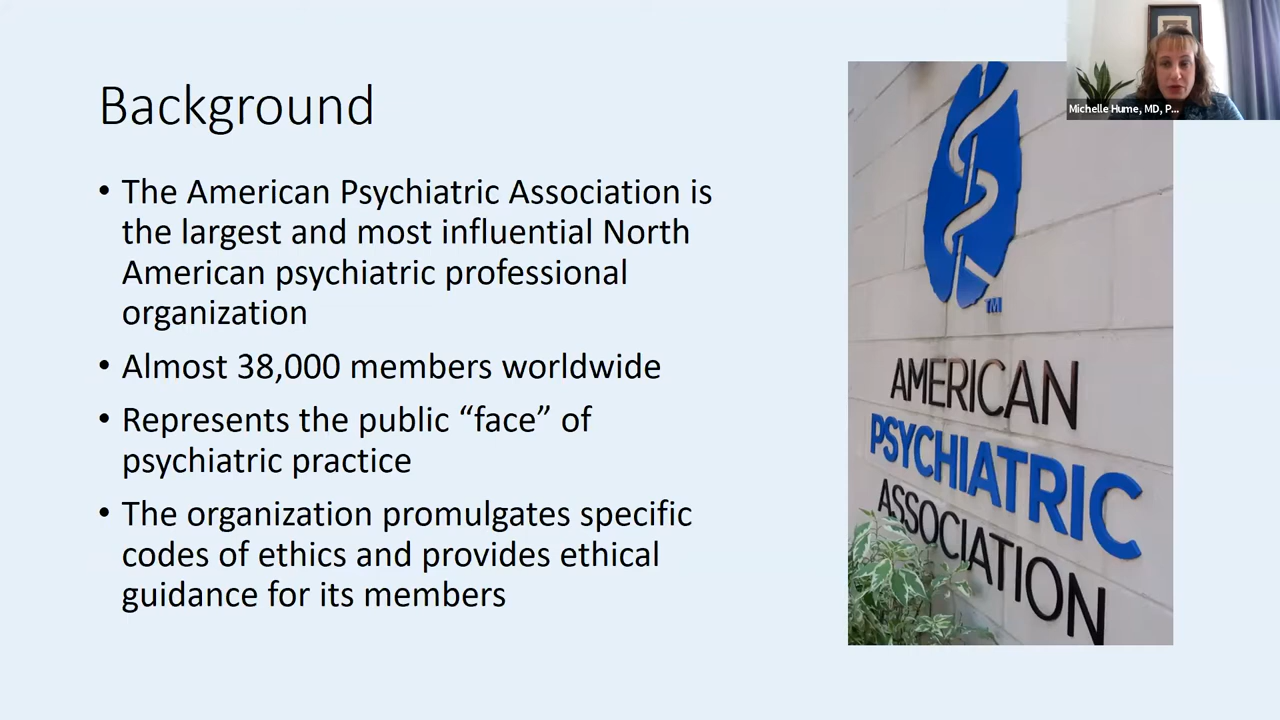 Background
• The American Psychiatric Association is
the largest and most influential North
American psychiatric professional
organization
• Almost 38,000 members worldwide
• Represents the public “face” of
psychiatric practice
• The organization promulgates specific
codes of ethics and provides ethical
guidance for its members
Michelle Hume, MD, P...
TM
AMERICAN
PSYCHIATRIC
ASSOCIATION